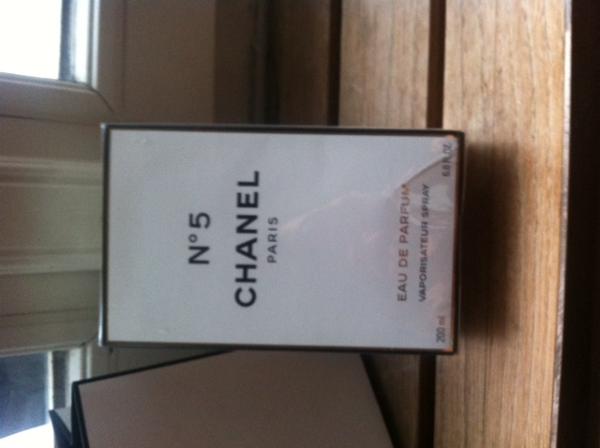 N°5
CHANEL
PARIS
EAU DE PARFUM
VAPORISATEUR SPRAY
200 ml 6.8 FL.OZ.